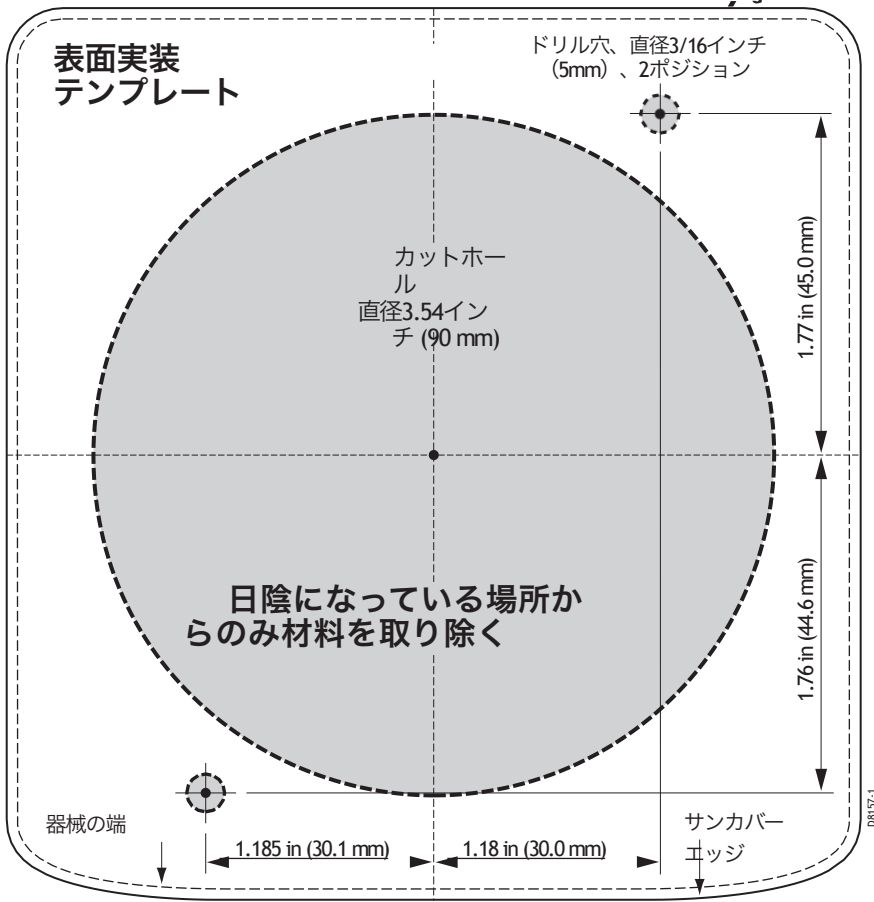 表面実装
テンプレート
ドリル穴、直径3/16インチ
（5mm）、2ポジション
カットホー
ル
直径3.54イン
チ (90 mm)
1.77 in (45.0 mm)
日陰になっている場所か
らのみ材料を取り除く
1.76 in (44.6 mm)
器械の端
サンカバー
エッジ
1.185 in (30.1 mm)
1.18 in (30.0 mm)
D8157-1